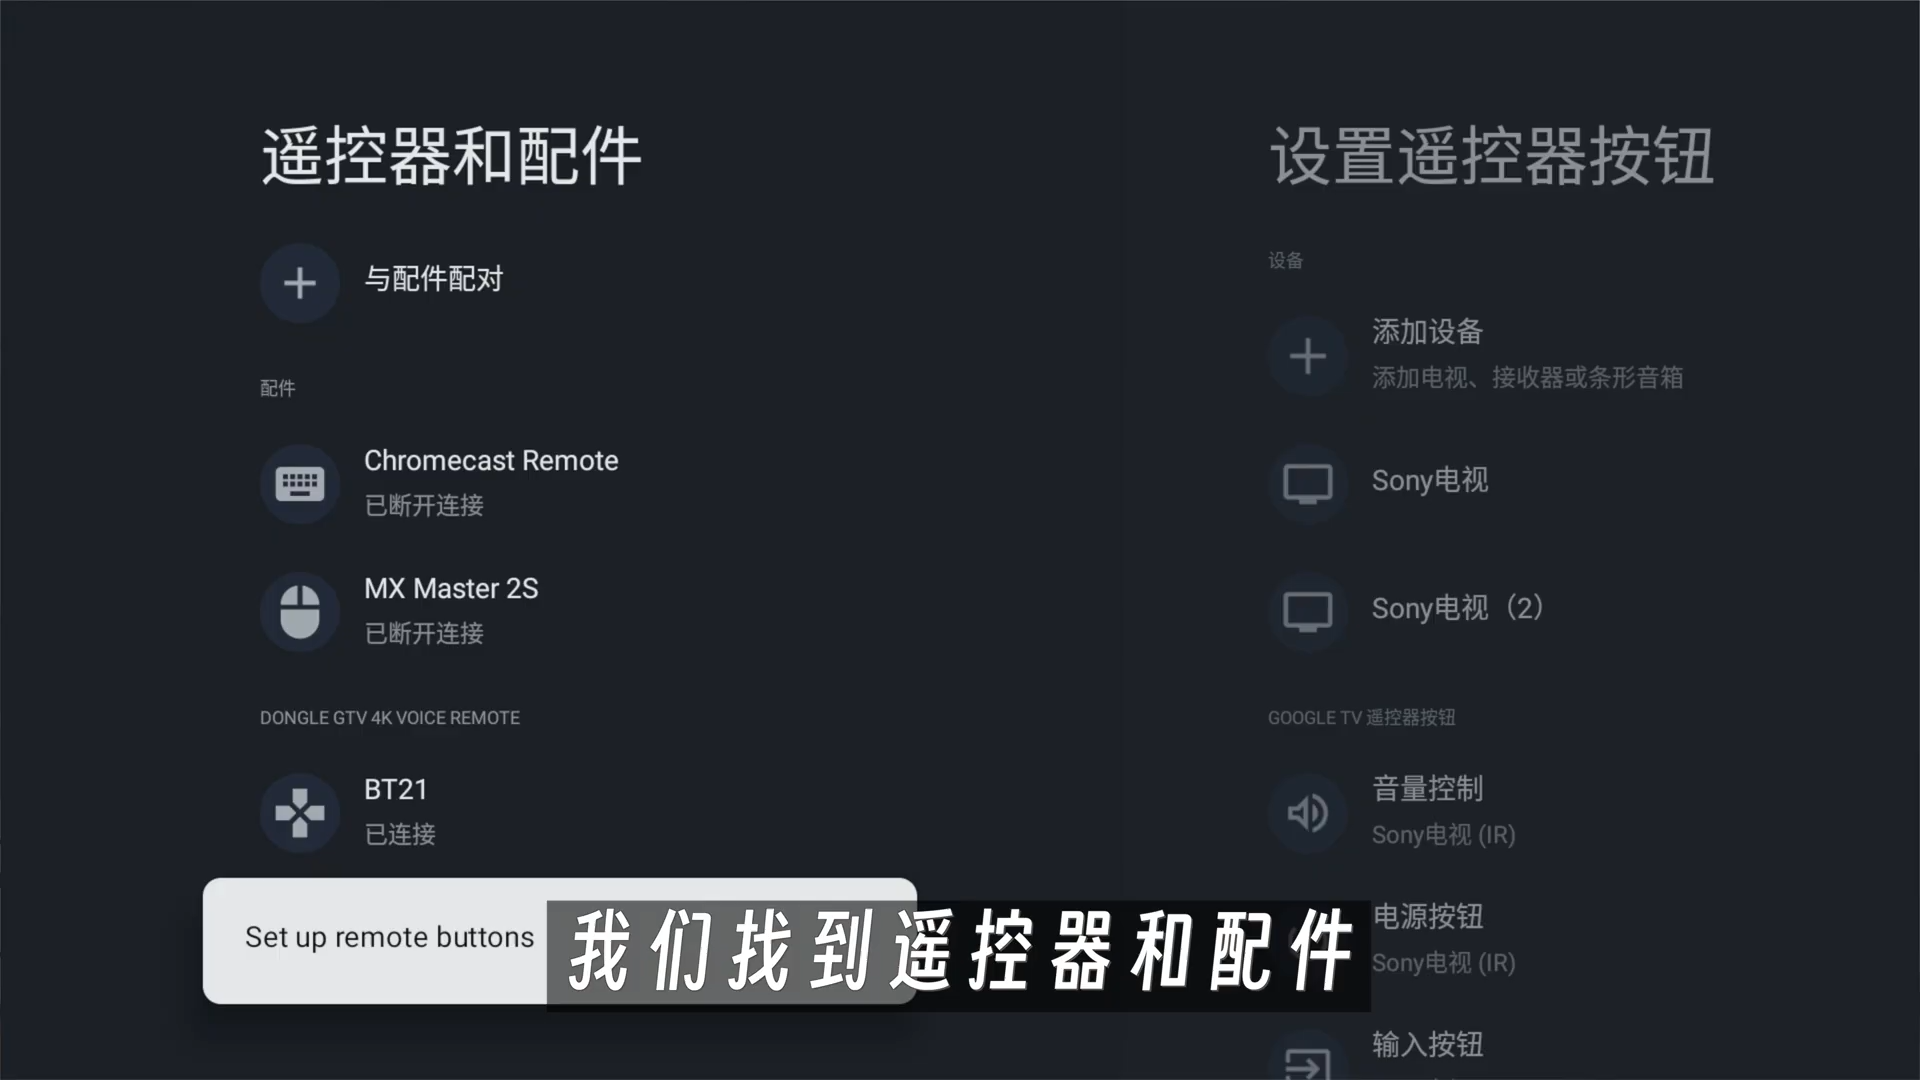 遥控器和配件
与配件配对
配件
Chromecast Remote
已断开连接
MX Master 2S
已断开连接
DONGLE GTV 4K VOICE REMOTE
BT21
已连接
Set up remote buttons
设置遥控器按钮
设备
添加设备
添加电视、接收器或条形音箱
Sony电视
Sony电视（2）
GOOGLE TV 遥控器按钮
音量控制
Sony电视 (IR)
电源按钮
Sony电视 (IR)
输入按钮
我们找到遥控器和配件